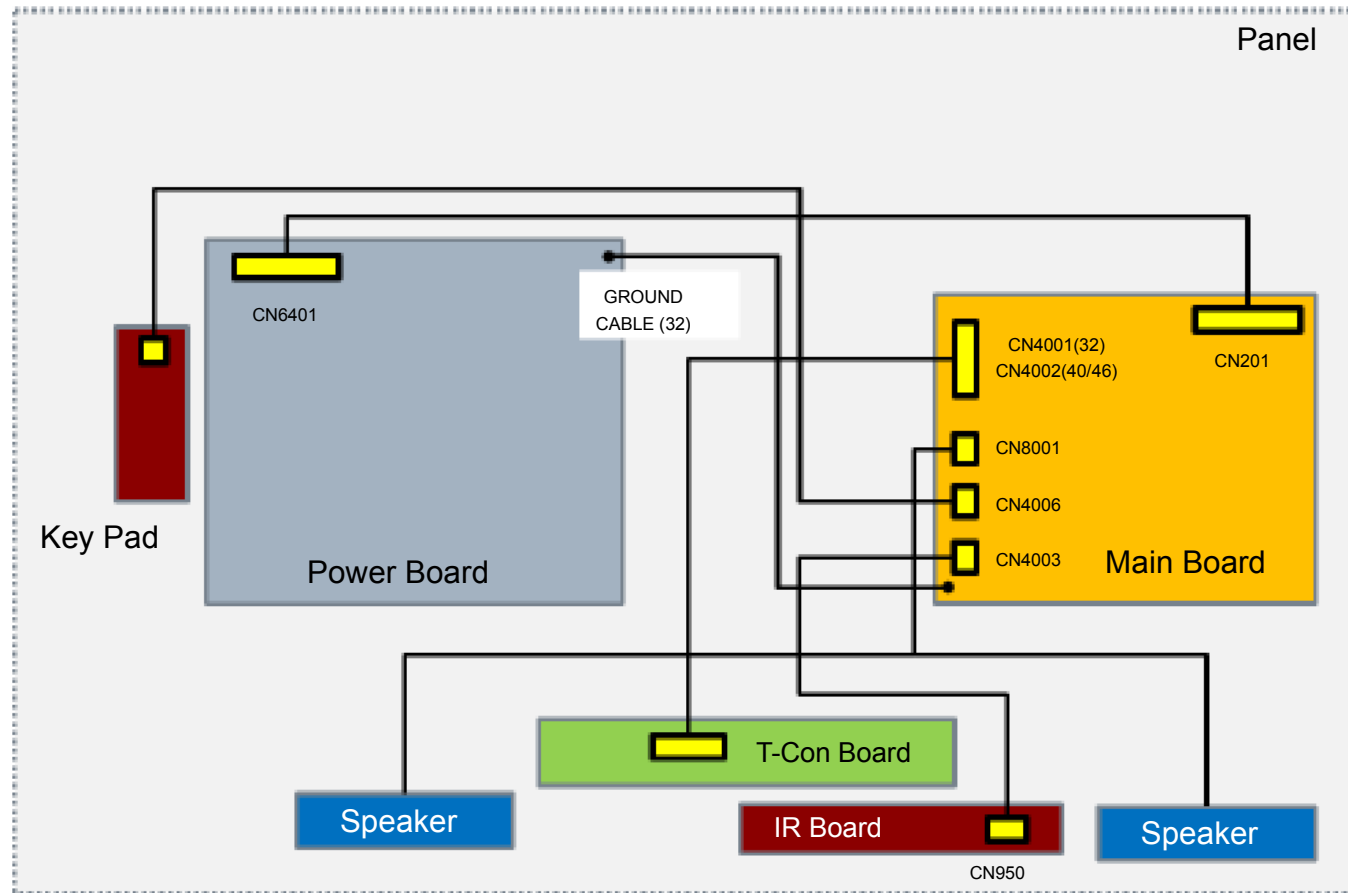 Panel
GROUND
CABLE (32)
CN6401
CN4001(32)
CN4002(40/46)
CN201
CN8001
CN4006
CN4003
Main Board
Key Pad
Power Board
T-Con Board
Speaker
IR Board
Speaker
CN950